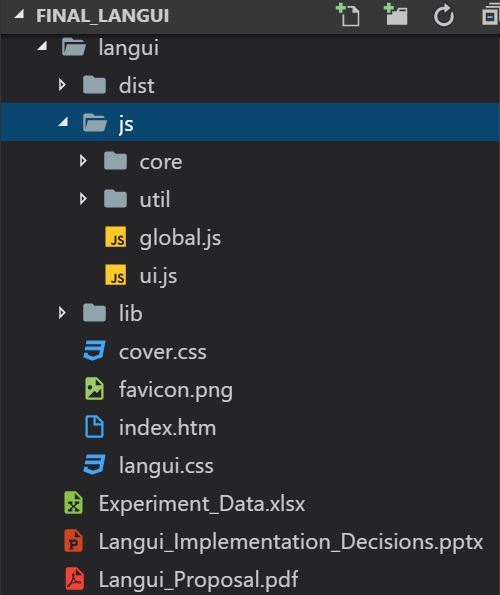 FINAL_LANGUI
langui
dist
js
core
util
JS global.js
JS ui.js
lib
cover.css
favicon.png
index.htm
langui.css
Experiment_Data.xlsx
Langui_Implementation_Decisions.pptx
Langui_Proposal.pdf